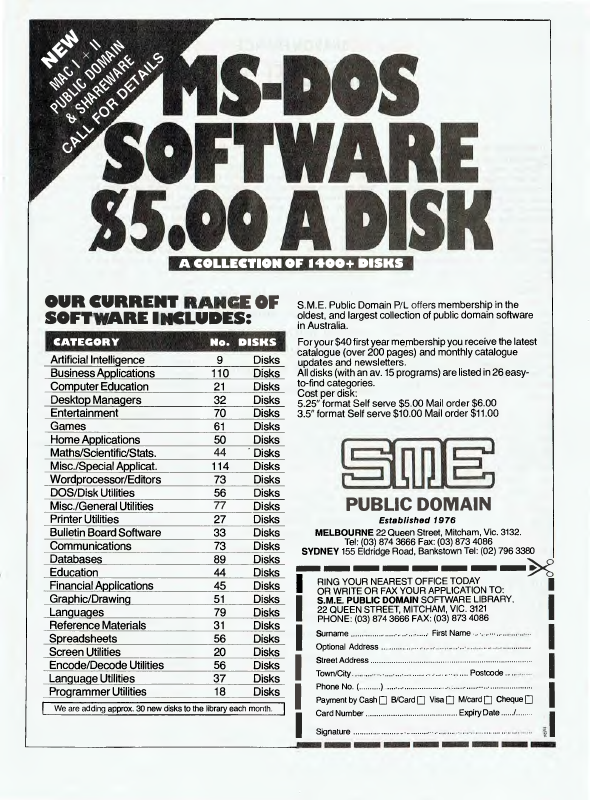 NEW
MAC I + II
PUBLIC DOMAIN
& SHAREWARE
CALL FOR DETAILS
MS-DOS
SOFTWARE
$5.00 A DISK
A COLLECTION OF 1400+ DISKS
OUR CURRENT RANGE OF
SOFTWARE INCLUDES:
CATEGORY No. DISKS
Artificial Intelligence 9 Disks
Business Applications 110 Disks
Computer Education 21 Disks
Desktop Managers 32 Disks
Entertainment 70 Disks
Games 61 Disks
Home Applications 50 Disks
Maths/Scientific/Stats. 44 Disks
Misc./Special Applicat. 114 Disks
Wordprocessor/Editors 73 Disks
DOS/Disk Utilities 56 Disks
Misc./General Utilities 77 Disks
Printer Utilities 27 Disks
Bulletin Board Software 33 Disks
Communications 73 Disks
Databases 89 Disks
Education 44 Disks
Financial Applications 45 Disks
Graphic/Drawing 51 Disks
Languages 79 Disks
Reference Materials 31 Disks
Spreadsheets 56 Disks
Screen Utilities 20 Disks
Encode/Decode Utilities 56 Disks
Language Utilities 37 Disks
Programmer Utilities 18 Disks
We are adding approx. 30 new disks to the library each month.
S.M.E. Public Domain P/L offers membership in the
oldest, and largest collection of public domain software
in Australia.
For your $40 first year membership you receive the latest
catalogue (over 200 pages) and monthly catalogue
updates and newsletters.
All disks (with an av. 15 programs) are listed in 26 easy-
to-find categories.
Cost per disk:
5.25" format Self serve $5.00 Mail order $6.00
3.5" format Self serve $10.00 Mail order $11.00
SME
PUBLIC DOMAIN
Established 1976
MELBOURNE 22 Queen Street, Mitcham, Vic. 3132.
Tel: (03) 874 3666 Fax: (03) 873 4086
SYDNEY 155 Eldridge Road, Bankstown Tel: (02) 796 3380
RING YOUR NEAREST OFFICE TODAY
OR WRITE OR FAX YOUR APPLICATION TO:
S.M.E. PUBLIC DOMAIN SOFTWARE LIBRARY,
22 QUEEN STREET, MITCHAM, VIC. 3121
PHONE: (03) 874 3666 FAX: (03) 873 4086
Surname First Name
Optional Address
Street Address
Town/City Postcode
Phone No. ( )
Payment by Cash B/Card Visa M/card Cheque
Card Number Expiry Date /
Signature